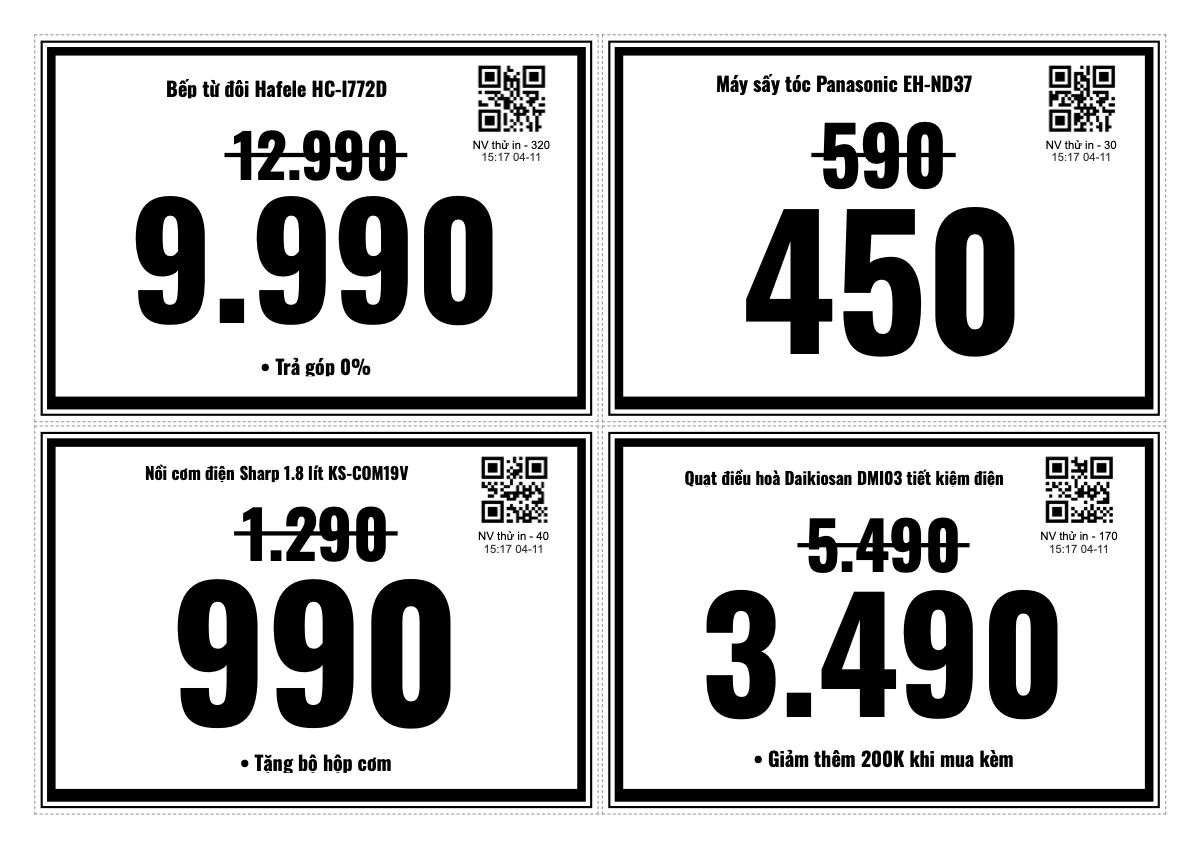 Bếp từ đôi Hafele HC-I772D
NV thử in - 320
15:17 04-11
12.990
9.990
• Trả góp 0%
Máy sấy tóc Panasonic EH-ND37
NV thử in - 30
15:17 04-11
590
450
Nồi cơm điện Sharp 1.8 lít KS-COM19V
NV thử in - 40
15:17 04-11
1.290
990
• Tặng bộ hộp cơm
Quạt điều hoà Daikiosan DMI03 tiết kiệm điện
NV thử in - 170
15:17 04-11
5.490
3.490
• Giảm thêm 200K khi mua kèm